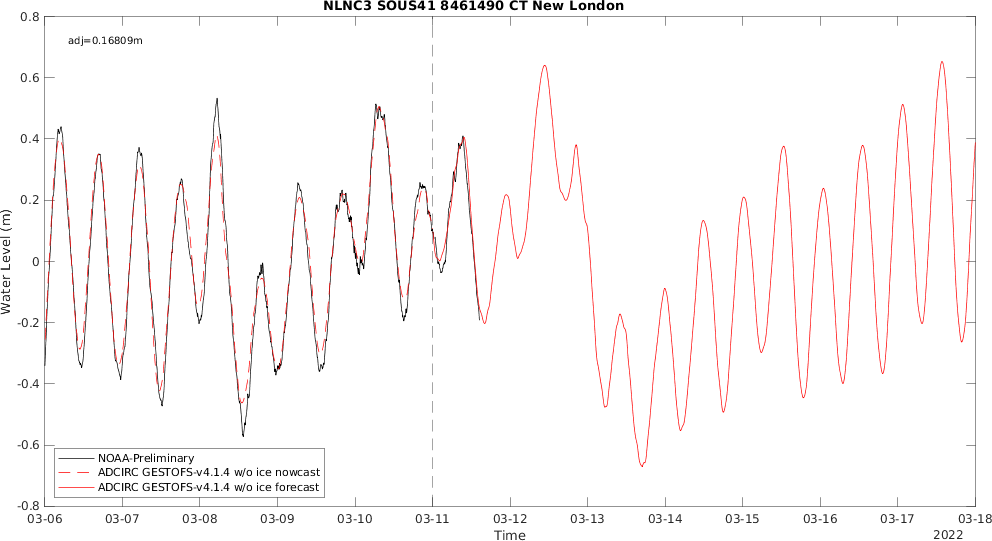 NLNC3 SOUS41 8461490 CT New London
adj=0.16809m
0.8
0.6
0.4
0.2
0
-0.2
-0.4
-0.6
-0.8
Water Level (m)
NOAA-Preliminary
ADCIRC GESTOFS-v4.1.4 w/o ice nowcast
ADCIRC GESTOFS-v4.1.4 w/o ice forecast
03-06 03-07 03-08 03-09 03-10 03-11 03-12 03-13 03-14 03-15 03-16 03-17 03-18
Time
2022